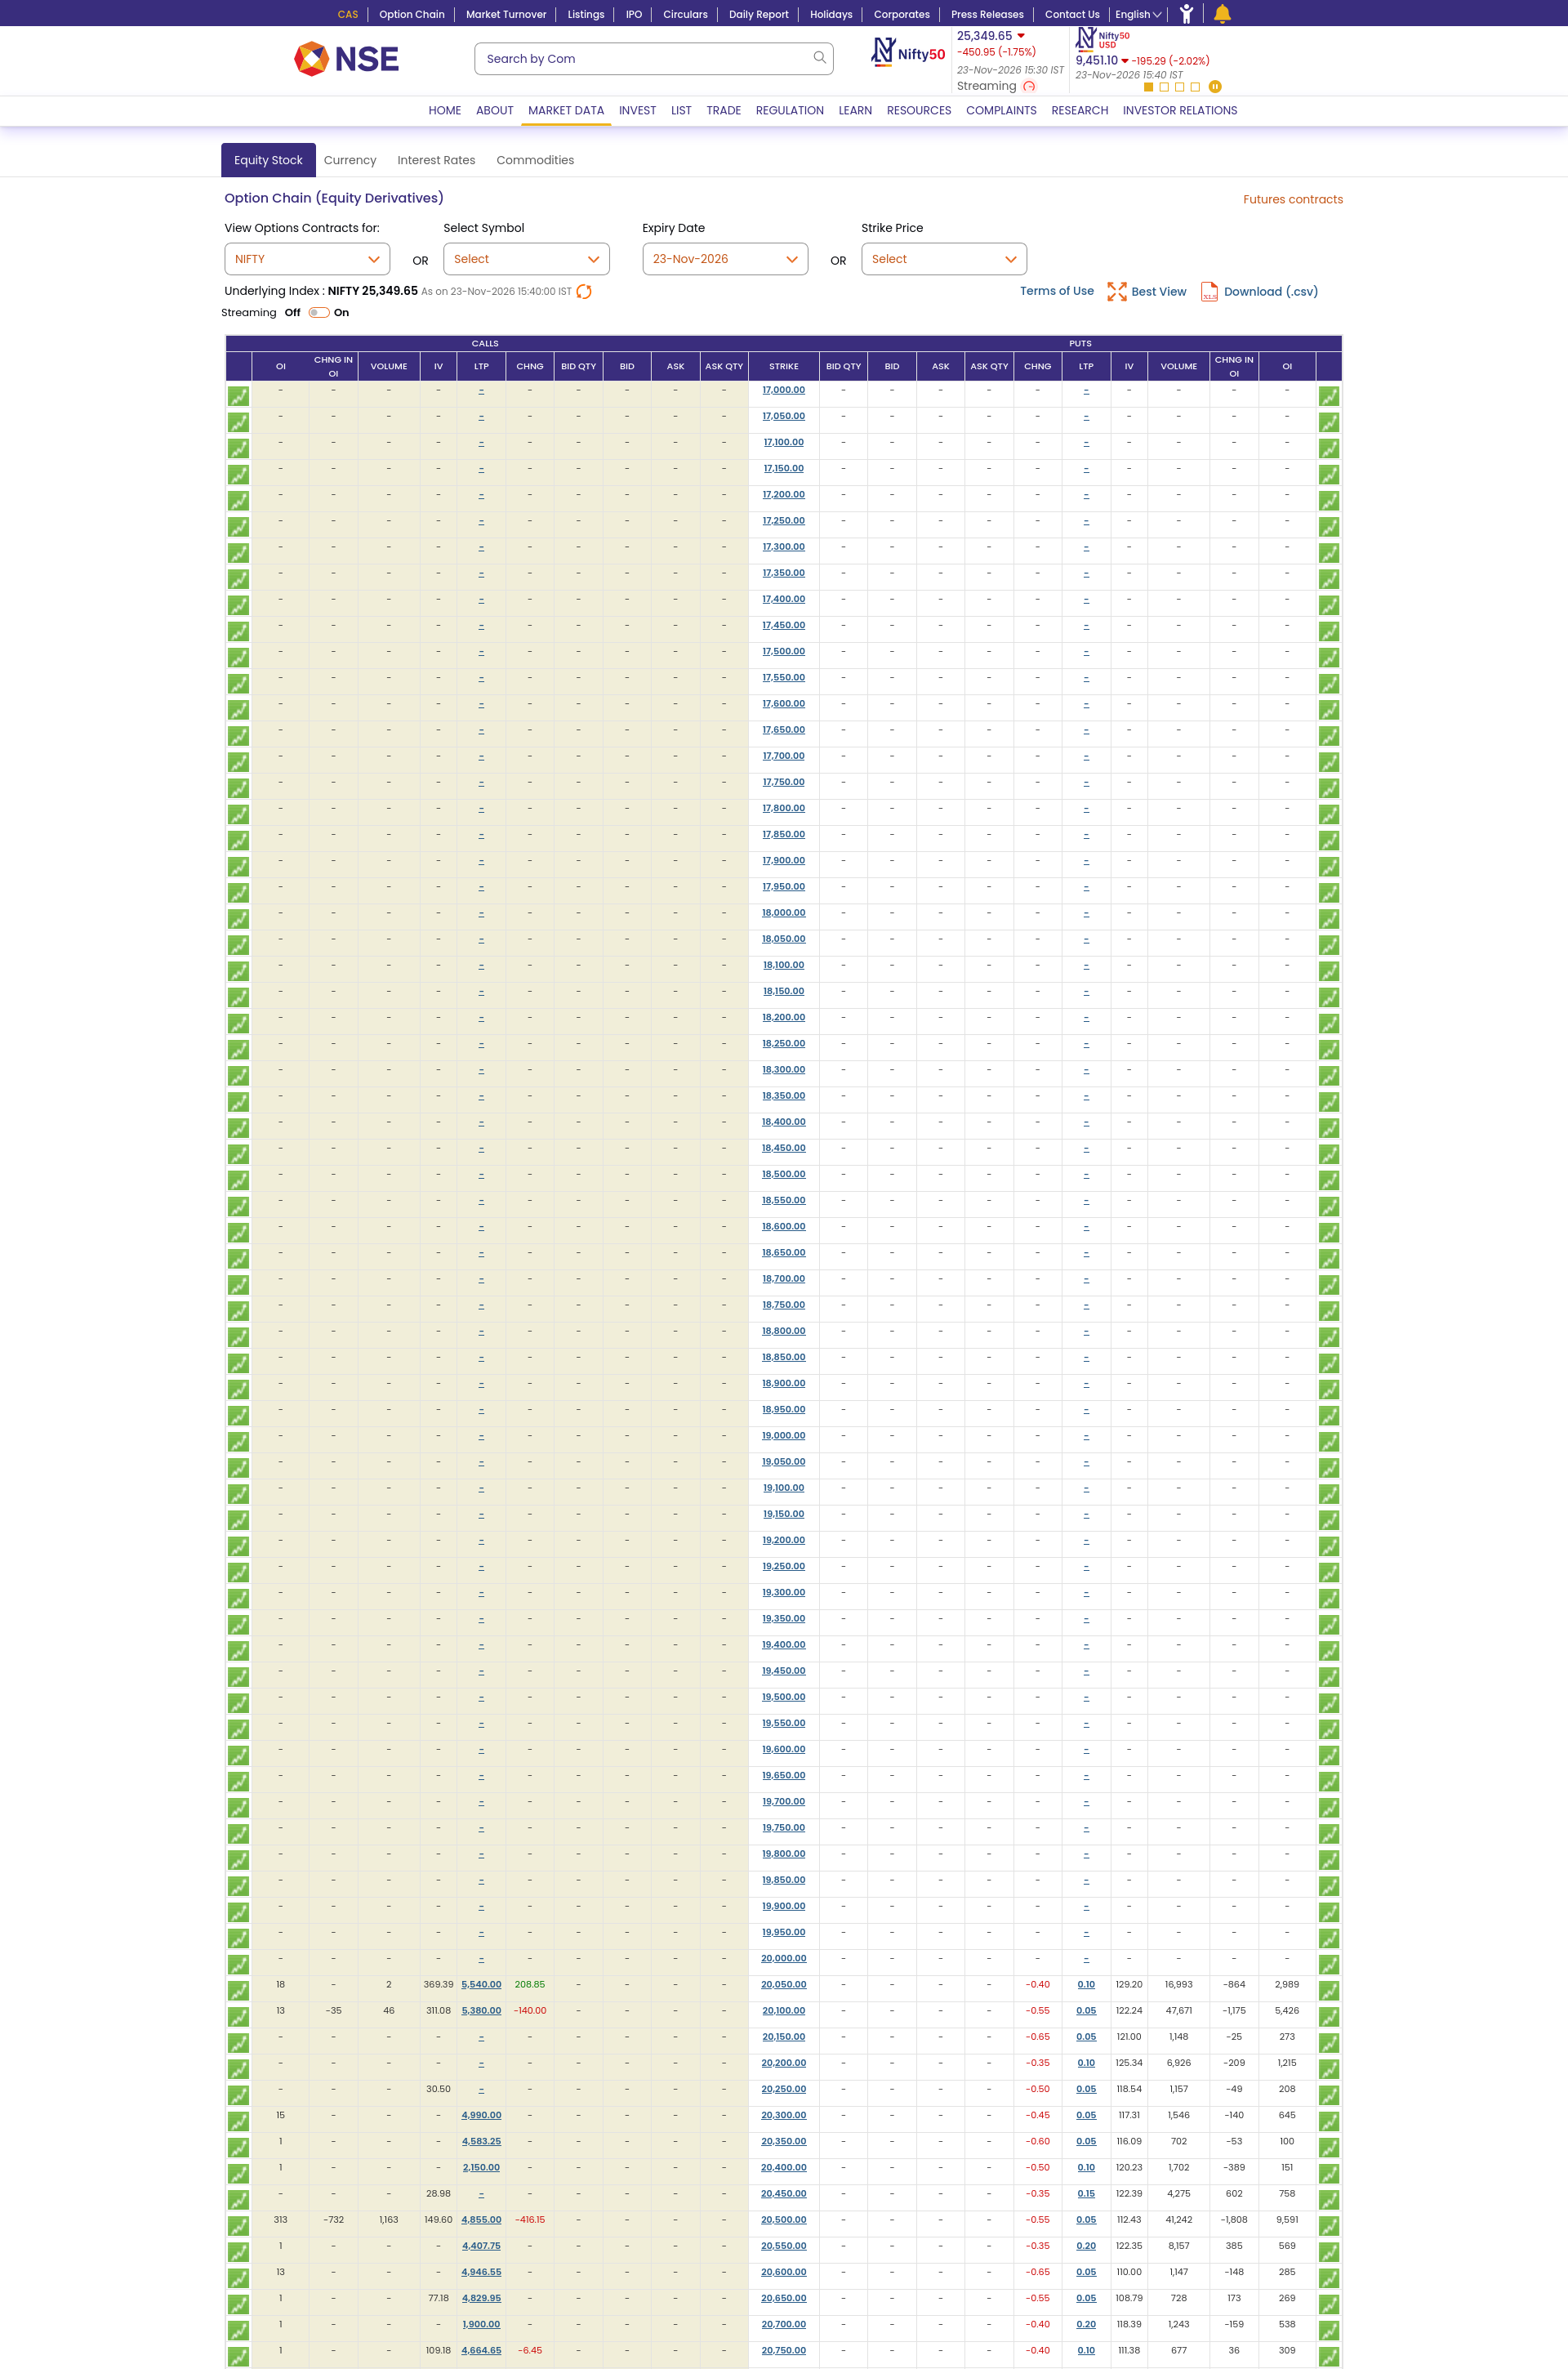 CAS Option Chain Market Turnover Listings IPO Circulars Daily Report Holidays Corporates Press Releases Contact Us English
NSE
Search by Com
Nifty50
25,349.65
-450.95 (-1.75%)
23-Nov-2026 15:30 IST
Streaming
Nifty50 USD
9,451.10 -195.29 (-2.02%)
23-Nov-2026 15:40 IST
HOME ABOUT MARKET DATA INVEST LIST TRADE REGULATION LEARN RESOURCES COMPLAINTS RESEARCH INVESTOR RELATIONS
Equity Stock Currency Interest Rates Commodities
Option Chain (Equity Derivatives) Futures contracts
View Options Contracts for: Select Symbol Expiry Date Strike Price
NIFTY OR Select 23-Nov-2026 OR Select
Underlying Index : NIFTY 25,349.65 As on 23-Nov-2026 15:40:00 IST Terms of Use Best View XLS Download (.csv)
Streaming Off On
CALLS PUTS
OI CHNG IN OI VOLUME IV LTP CHNG BID QTY BID ASK ASK QTY STRIKE BID QTY BID ASK ASK QTY CHNG LTP IV VOLUME CHNG IN OI OI
- - - - - - - - - - 17,000.00 - - - - - - - - - -
- - - - - - - - - - 17,050.00 - - - - - - - - - -
- - - - - - - - - - 17,100.00 - - - - - - - - - -
- - - - - - - - - - 17,150.00 - - - - - - - - - -
- - - - - - - - - - 17,200.00 - - - - - - - - - -
- - - - - - - - - - 17,250.00 - - - - - - - - - -
- - - - - - - - - - 17,300.00 - - - - - - - - - -
- - - - - - - - - - 17,350.00 - - - - - - - - - -
- - - - - - - - - - 17,400.00 - - - - - - - - - -
- - - - - - - - - - 17,450.00 - - - - - - - - - -
- - - - - - - - - - 17,500.00 - - - - - - - - - -
- - - - - - - - - - 17,550.00 - - - - - - - - - -
- - - - - - - - - - 17,600.00 - - - - - - - - - -
- - - - - - - - - - 17,650.00 - - - - - - - - - -
- - - - - - - - - - 17,700.00 - - - - - - - - - -
- - - - - - - - - - 17,750.00 - - - - - - - - - -
- - - - - - - - - - 17,800.00 - - - - - - - - - -
- - - - - - - - - - 17,850.00 - - - - - - - - - -
- - - - - - - - - - 17,900.00 - - - - - - - - - -
- - - - - - - - - - 17,950.00 - - - - - - - - - -
- - - - - - - - - - 18,000.00 - - - - - - - - - -
- - - - - - - - - - 18,050.00 - - - - - - - - - -
- - - - - - - - - - 18,100.00 - - - - - - - - - -
- - - - - - - - - - 18,150.00 - - - - - - - - - -
- - - - - - - - - - 18,200.00 - - - - - - - - - -
- - - - - - - - - - 18,250.00 - - - - - - - - - -
- - - - - - - - - - 18,300.00 - - - - - - - - - -
- - - - - - - - - - 18,350.00 - - - - - - - - - -
- - - - - - - - - - 18,400.00 - - - - - - - - - -
- - - - - - - - - - 18,450.00 - - - - - - - - - -
- - - - - - - - - - 18,500.00 - - - - - - - - - -
- - - - - - - - - - 18,550.00 - - - - - - - - - -
- - - - - - - - - - 18,600.00 - - - - - - - - - -
- - - - - - - - - - 18,650.00 - - - - - - - - - -
- - - - - - - - - - 18,700.00 - - - - - - - - - -
- - - - - - - - - - 18,750.00 - - - - - - - - - -
- - - - - - - - - - 18,800.00 - - - - - - - - - -
- - - - - - - - - - 18,850.00 - - - - - - - - - -
- - - - - - - - - - 18,900.00 - - - - - - - - - -
- - - - - - - - - - 18,950.00 - - - - - - - - - -
- - - - - - - - - - 19,000.00 - - - - - - - - - -
- - - - - - - - - - 19,050.00 - - - - - - - - - -
- - - - - - - - - - 19,100.00 - - - - - - - - - -
- - - - - - - - - - 19,150.00 - - - - - - - - - -
- - - - - - - - - - 19,200.00 - - - - - - - - - -
- - - - - - - - - - 19,250.00 - - - - - - - - - -
- - - - - - - - - - 19,300.00 - - - - - - - - - -
- - - - - - - - - - 19,350.00 - - - - - - - - - -
- - - - - - - - - - 19,400.00 - - - - - - - - - -
- - - - - - - - - - 19,450.00 - - - - - - - - - -
- - - - - - - - - - 19,500.00 - - - - - - - - - -
- - - - - - - - - - 19,550.00 - - - - - - - - - -
- - - - - - - - - - 19,600.00 - - - - - - - - - -
- - - - - - - - - - 19,650.00 - - - - - - - - - -
- - - - - - - - - - 19,700.00 - - - - - - - - - -
- - - - - - - - - - 19,750.00 - - - - - - - - - -
- - - - - - - - - - 19,800.00 - - - - - - - - - -
- - - - - - - - - - 19,850.00 - - - - - - - - - -
- - - - - - - - - - 19,900.00 - - - - - - - - - -
- - - - - - - - - - 19,950.00 - - - - - - - - - -
- - - - - - - - - - 20,000.00 - - - - - - - - - -
18 - 2 369.39 5,540.00 208.85 - - - - 20,050.00 - - - - -0.40 0.10 129.20 16,993 -864 2,989
13 -35 46 311.08 5,380.00 -140.00 - - - - 20,100.00 - - - - -0.55 0.05 122.24 47,671 -1,175 5,426
- - - - - - - - - - 20,150.00 - - - - -0.65 0.05 121.00 1,148 -25 273
- - - - - - - - - - 20,200.00 - - - - -0.35 0.10 125.34 6,926 -209 1,215
- - - 30.50 - - - - - - 20,250.00 - - - - -0.50 0.05 118.54 1,157 -49 208
15 - - - 4,990.00 - - - - - 20,300.00 - - - - -0.45 0.05 117.31 1,546 -140 645
1 - - - 4,583.25 - - - - - 20,350.00 - - - - -0.60 0.05 116.09 702 -53 100
1 - - - 2,150.00 - - - - - 20,400.00 - - - - -0.50 0.10 120.23 1,702 -389 151
- - - 28.98 - - - - - - 20,450.00 - - - - -0.35 0.15 122.39 4,275 602 758
313 -732 1,163 149.60 4,855.00 -416.15 - - - - 20,500.00 - - - - -0.55 0.05 112.43 41,242 -1,808 9,591
1 - - - 4,407.75 - - - - - 20,550.00 - - - - -0.35 0.20 122.35 8,157 385 569
13 - - - 4,946.55 - - - - - 20,600.00 - - - - -0.65 0.05 110.00 1,147 -148 285
1 - - 77.18 4,829.95 - - - - - 20,650.00 - - - - -0.55 0.05 108.79 728 173 269
1 - - - 1,900.00 - - - - - 20,700.00 - - - - -0.40 0.20 118.39 1,243 -159 538
1 - - 109.18 4,664.65 -6.45 - - - - 20,750.00 - - - - -0.40 0.10 111.38 677 36 309